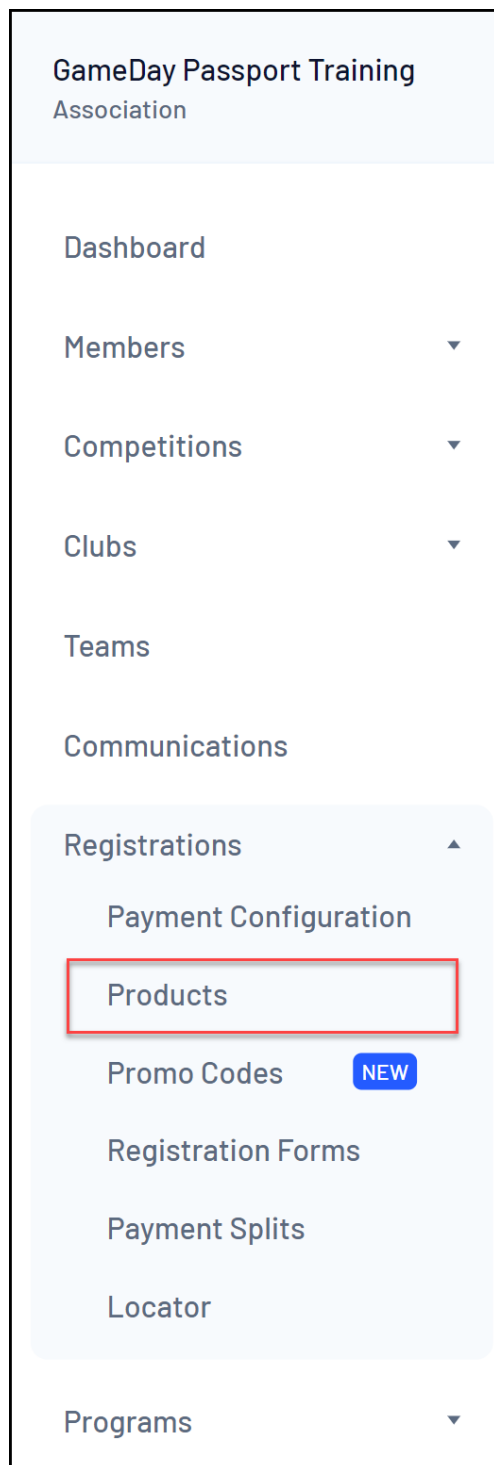 GameDay Passport Training
Association
Dashboard
Members
Competitions
Clubs
Teams
Communications
Registrations
Payment Configuration
Products
Promo Codes NEW
Registration Forms
Payment Splits
Locator
Programs